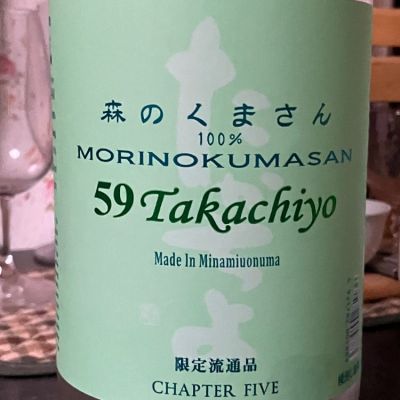 森のくまさん
100%
MORINOKUMASAN
59 Takachiyo
Made In Minamiuonuma
限定流通品
CHAPTER FIVE